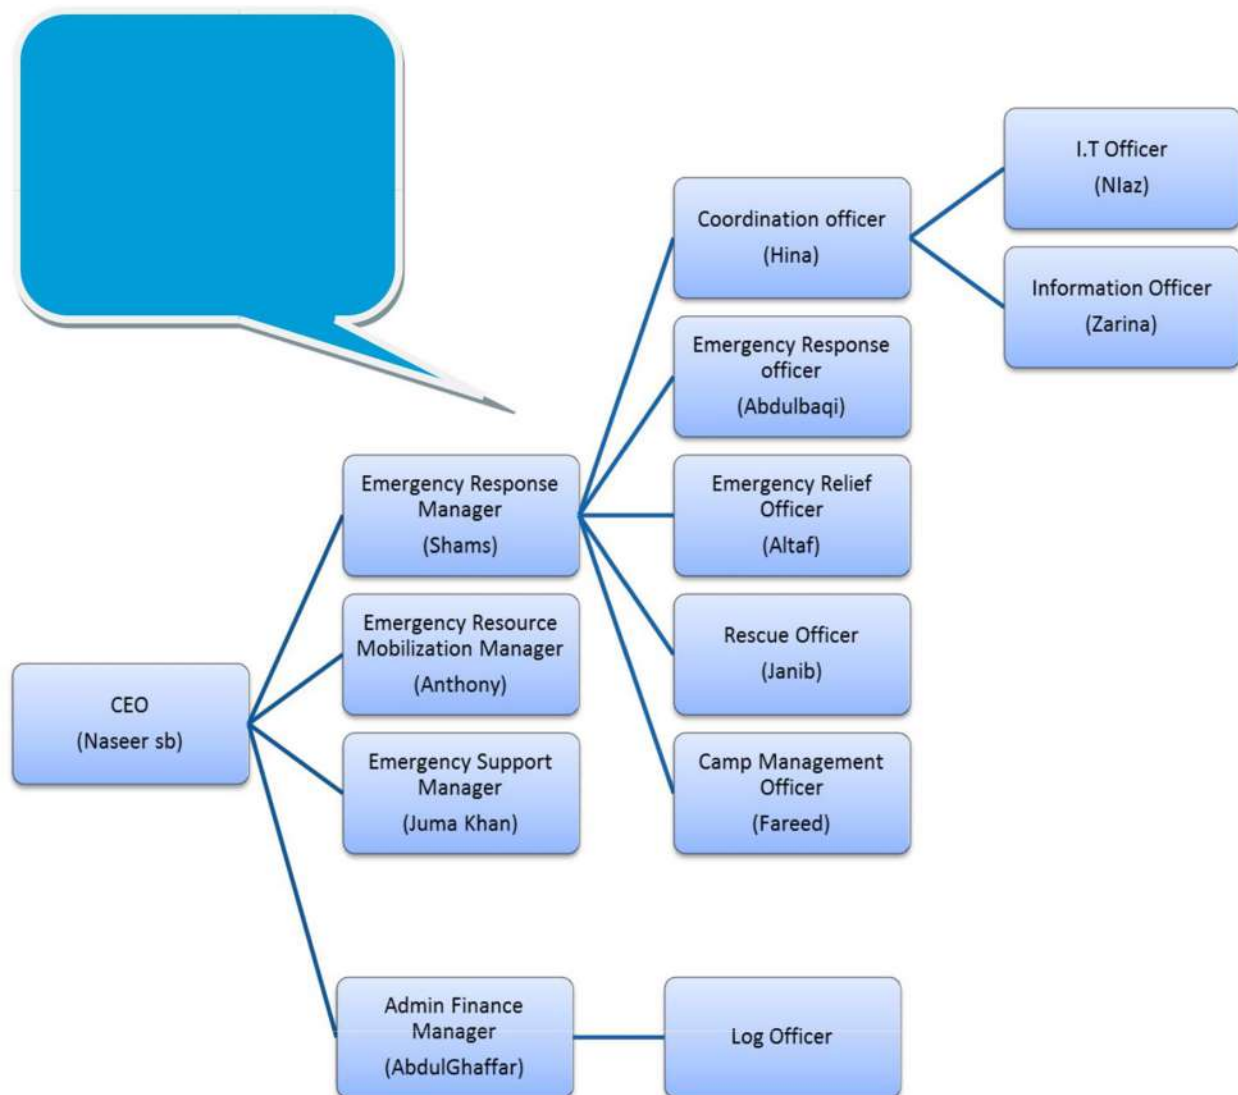 I.T Officer
(NIaz)
Coordination officer
(Hina)
Information Officer
(Zarina)
Emergency Response
officer
(Abdulbaqi)
Emergency Response
Manager
(Shams)
Emergency Relief
Officer
(Altaf)
Emergency Resource
Mobilization Manager
(Anthony)
Rescue Officer
(Janib)
CEO
(Naseer sb)
Emergency Support
Manager
(Juma Khan)
Camp Management
Officer
(Fareed)
Admin Finance
Manager
(AbdulGhaffar)
Log Officer